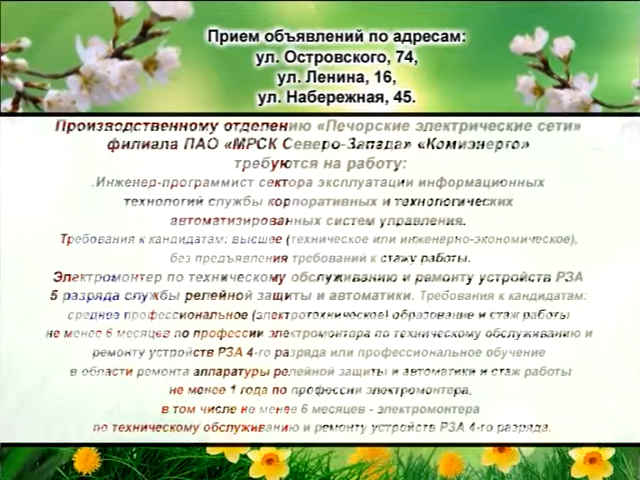 Прием объявлений по адресам:
ул. Островского, 74,
ул. Ленина, 16,
ул. Набережная, 45.
Производственному отделению «Печорские электрические сети»
филиала ПАО «МРСК Северо-Запада» «Комиэнерго»
требуются на работу:
.Инженер-программист сектора эксплуатации информационных
технологий службы корпоративных и технологических
автоматизированных систем управления.
Требования к кандидатам: высшее (техническое или инженерно-экономическое),
без предъявления требований к стажу работы.
Электромонтер по техническому обслуживанию и ремонту устройств РЗА
5 разряда службы релейной защиты и автоматики. Требования к кандидатам:
среднее профессиональное (электротехническое) образование и стаж работы
не менее 6 месяцев по профессии электромонтера по техническому обслуживанию и
ремонту устройств РЗА 4-го разряда или профессиональное обучение
в области ремонта аппаратуры релейной защиты и автоматики и стаж работы
не менее 1 года по профессии электромонтера,
в том числе не менее 6 месяцев - электромонтера
по техническому обслуживанию и ремонту устройств РЗА 4-го разряда.